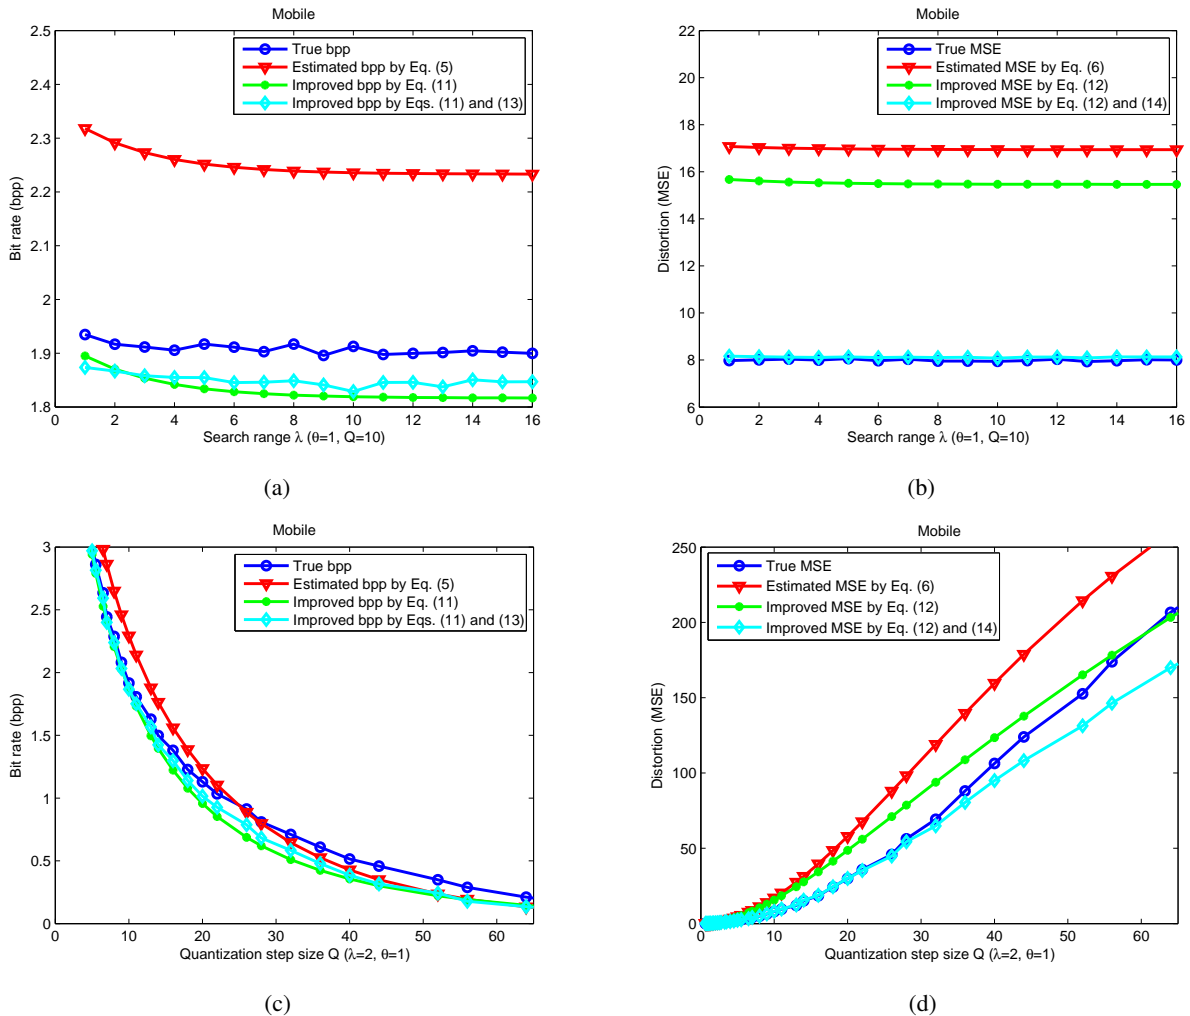 Mobile
2.5
2.4
2.3
2.2
2.1
2
1.9
1.8
Bit rate (bpp)
True bpp
Estimated bpp by Eq. (5)
Improved bpp by Eq. (11)
Improved bpp by Eqs. (11) and (13)
0 2 4 6 8 10 12 14 16
Search range λ (θ=1, Q=10)
(a)
Mobile
22
20
18
16
14
12
10
8
6
Distortion (MSE)
True MSE
Estimated MSE by Eq. (6)
Improved MSE by Eq. (12)
Improved MSE by Eq. (12) and (14)
0 2 4 6 8 10 12 14 16
Search range λ (θ=1, Q=10)
(b)
Mobile
3
2.5
2
1.5
1
0.5
0
Bit rate (bpp)
True bpp
Estimated bpp by Eq. (5)
Improved bpp by Eq. (11)
Improved bpp by Eqs. (11) and (13)
0 10 20 30 40 50 60
Quantization step size Q (λ=2, θ=1)
(c)
Mobile
250
200
150
100
50
0
Distortion (MSE)
True MSE
Estimated MSE by Eq. (6)
Improved MSE by Eq. (12)
Improved MSE by Eq. (12) and (14)
0 10 20 30 40 50 60
Quantization step size Q (λ=2, θ=1)
(d)